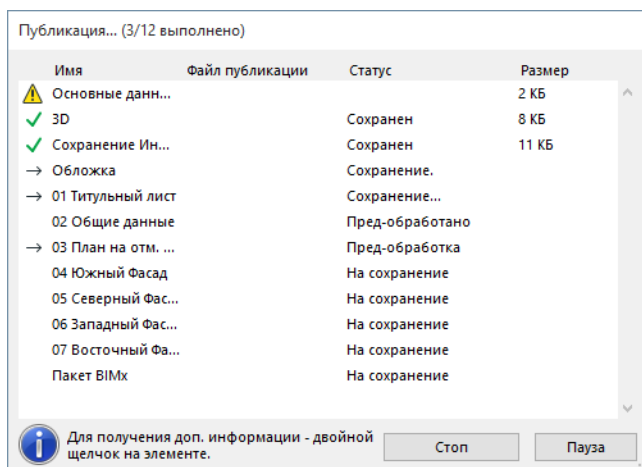 Публикация... (3/12 выполнено)
Имя Файл публикации Статус Размер
Основные данн... 2 КБ
3D Сохранен 8 КБ
Сохранение Ин... Сохранен 11 КБ
Обложка Сохранение.
01 Титульный лист Сохранение...
02 Общие данные Пред-обработано
03 План на отм. ... Пред-обработка
04 Южный Фасад На сохранение
05 Северный Фас... На сохранение
06 Западный Фас... На сохранение
07 Восточный Фа... На сохранение
Пакет BIMx На сохранение
Для получения доп. информации - двойной
щелчок на элементе.
Стоп Пауза